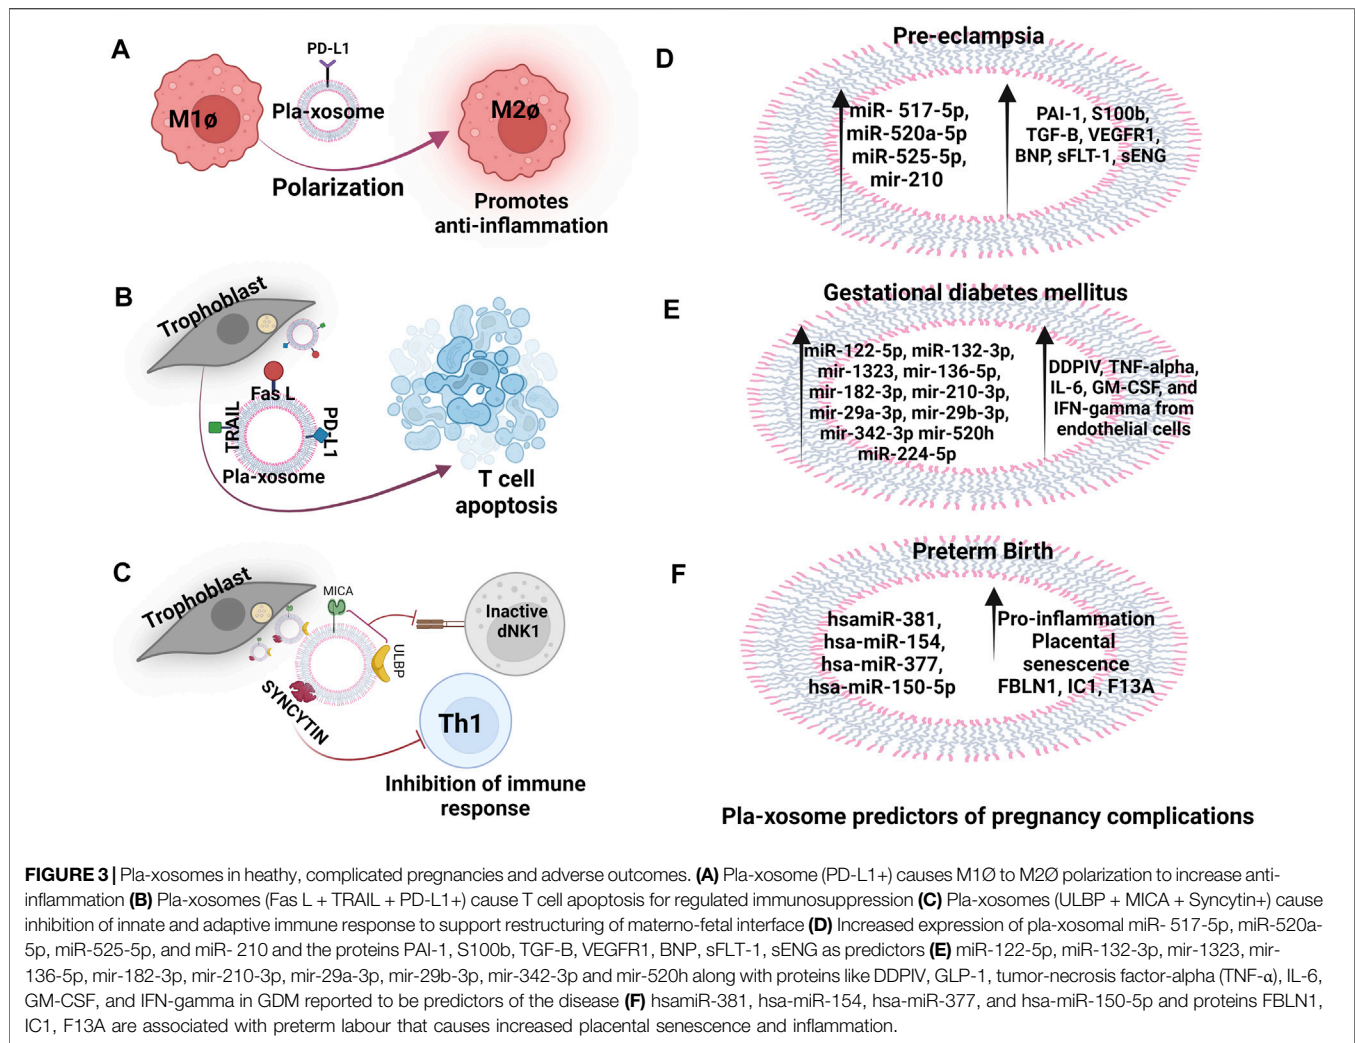 A
PD-L1
M1ø
Pla-xosome
M2ø
Polarization
Promotes
anti-inflammation
B
Trophoblast
Fas L
TRAIL
PD-L1
Pla-xosome
T cell
apoptosis
C
Trophoblast
MICA
ULBP
SYNCYTIN
Inactive
dNK1
Th1
Inhibition of immune
response
D
Pre-eclampsia
miR- 517-5p,
miR-520a-5p
miR-525-5p,
mir-210
PAI-1, S100b,
TGF-B, VEGFR1,
BNP, sFLT-1, sENG
E
Gestational diabetes mellitus
miR-122-5p, miR-132-3p,
mir-1323, mir-136-5p,
mir-182-3p, mir-210-3p,
mir-29a-3p, mir-29b-3p,
mir-342-3p mir-520h
miR-224-5p
DDPIV, TNF-alpha,
IL-6, GM-CSF, and
IFN-gamma from
endothelial cells
F
Preterm Birth
hsamiR-381,
hsa-miR-154,
hsa-miR-377,
hsa-miR-150-5p
Pro-inflammation
Placental
senescence
FBLN1, IC1, F13A
Pla-xosome predictors of pregnancy complications
FIGURE 3 | Pla-xosomes in heathy, complicated pregnancies and adverse outcomes. (A) Pla-xosome (PD-L1+) causes M1Ø to M2Ø polarization to increase anti-
inflammation (B) Pla-xosomes (Fas L + TRAIL + PD-L1+) cause T cell apoptosis for regulated immunosuppression (C) Pla-xosomes (ULBP + MICA + Syncytin+) cause
inhibition of innate and adaptive immune response to support restructuring of materno-fetal interface (D) Increased expression of pla-xosomal miR- 517-5p, miR-520a-
5p, miR-525-5p, and miR- 210 and the proteins PAI-1, S100b, TGF-B, VEGFR1, BNP, sFLT-1, sENG as predictors (E) miR-122-5p, miR-132-3p, mir-1323, mir-
136-5p, mir-182-3p, mir-210-3p, mir-29a-3p, mir-29b-3p, mir-342-3p and mir-520h along with proteins like DDPIV, GLP-1, tumor-necrosis factor-alpha (TNF-α), IL-6,
GM-CSF, and IFN-gamma in GDM reported to be predictors of the disease (F) hsamiR-381, hsa-miR-154, hsa-miR-377, and hsa-miR-150-5p and proteins FBLN1,
IC1, F13A are associated with preterm labour that causes increased placental senescence and inflammation.